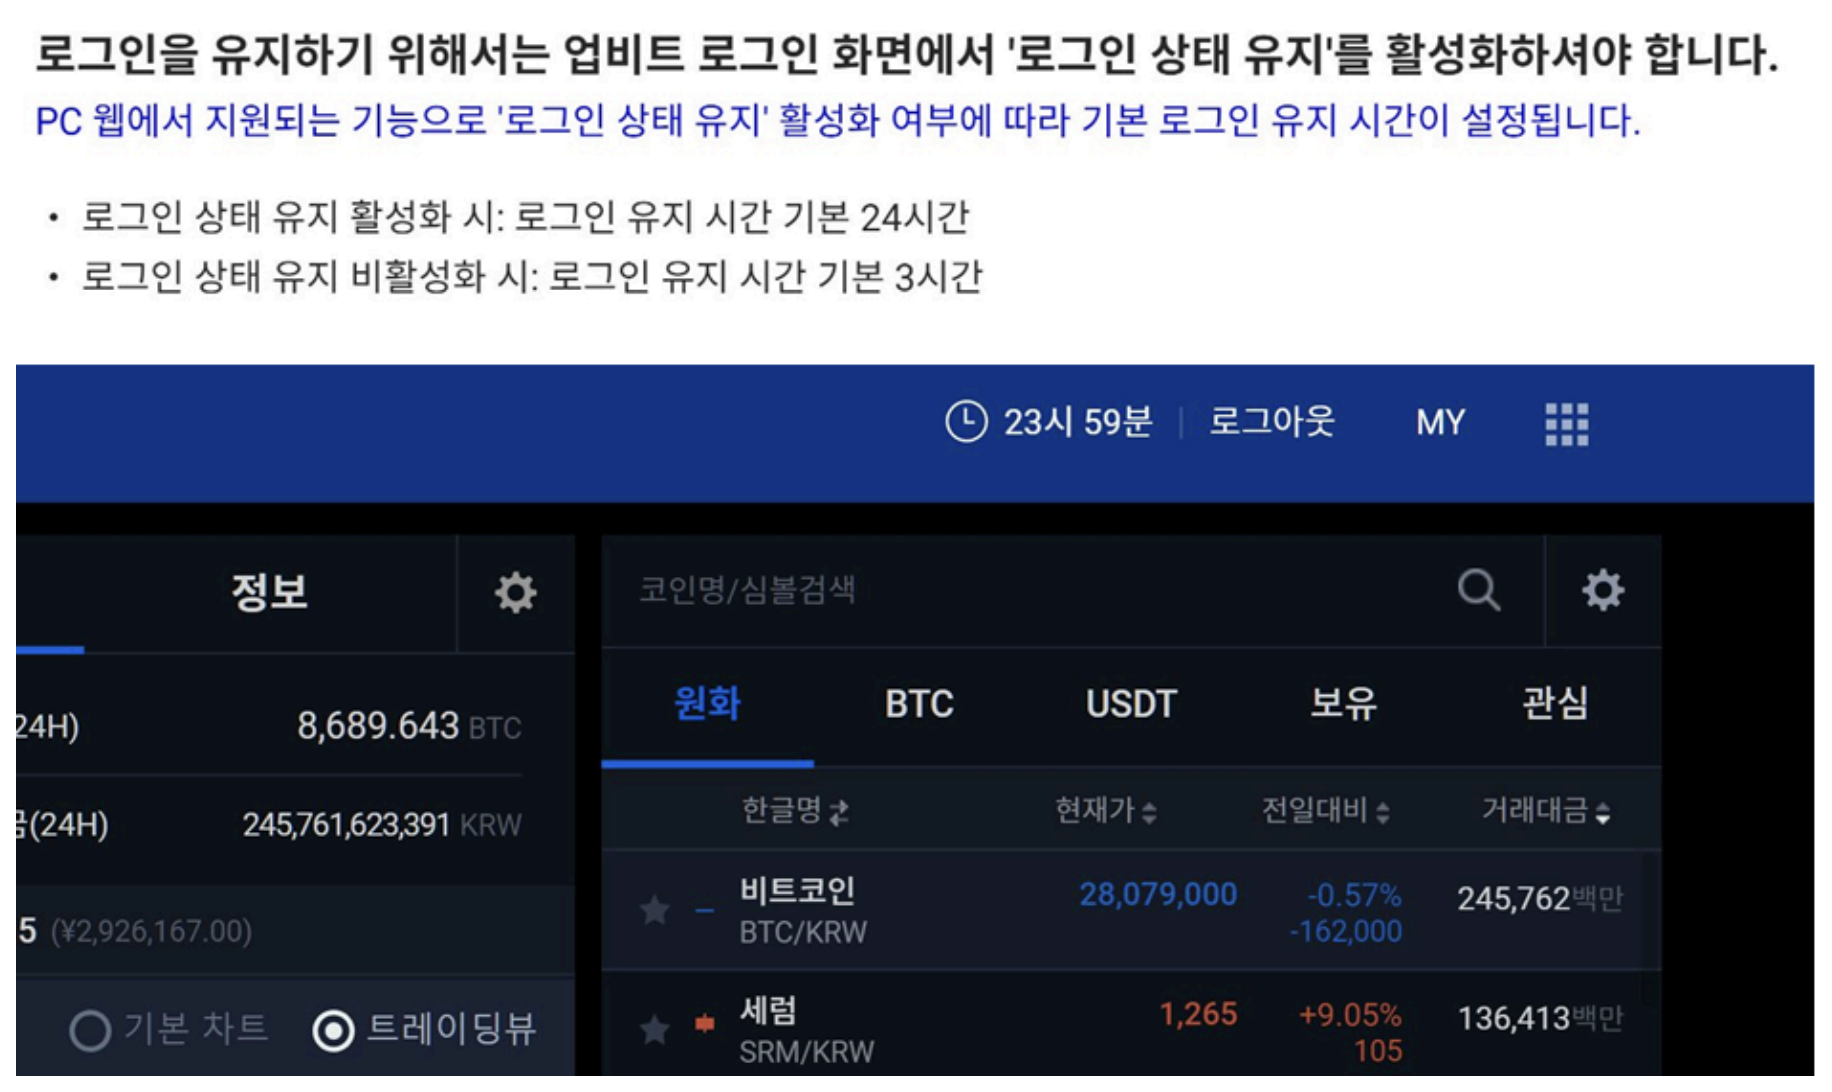 로그인을 유지하기 위해서는 업비트 로그인 화면에서 '로그인 상태 유지'를 활성화하셔야 합니다.
PC 웹에서 지원되는 기능으로 '로그인 상태 유지' 활성화 여부에 따라 기본 로그인 유지 시간이 설정됩니다.
• 로그인 상태 유지 활성화 시: 로그인 유지 시간 기본 24시간
• 로그인 상태 유지 비활성화 시: 로그인 유지 시간 기본 3시간
23시 59분 로그아웃 MY
정보
24H) 8,689.643 BTC
(24H) 245,761,623,391 KRW
5 (¥2,926,167.00)
기본 차트 트레이딩뷰
코인명/심볼검색
원화 BTC USDT 보유 관심
한글명 현재가 전일대비 거래대금
비트코인 28,079,000 -0.57% 245,762백만
BTC/KRW -162,000
세럼 1,265 +9.05% 136,413백만
SRM/KRW 105